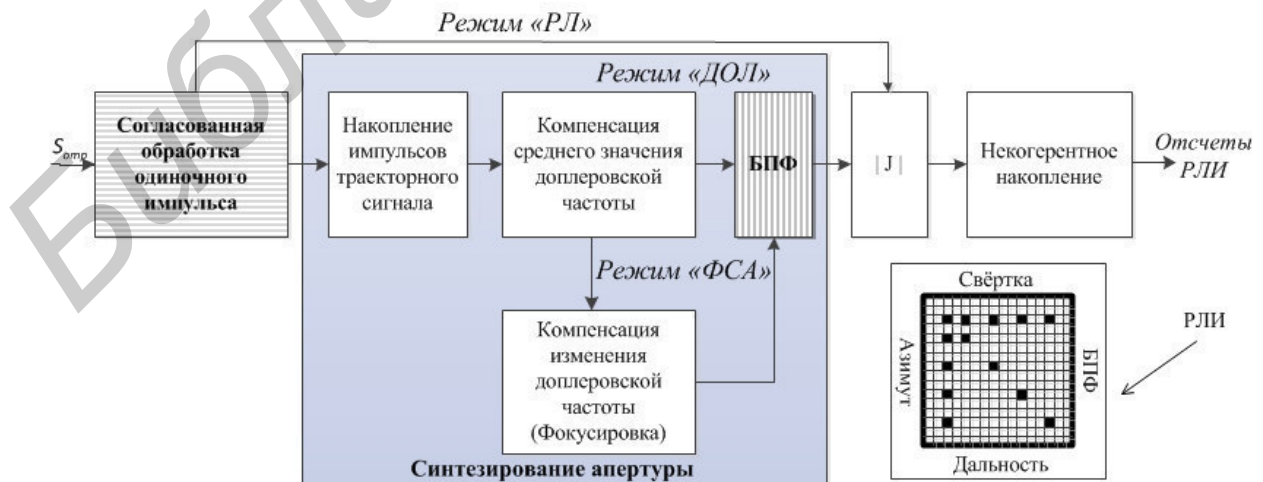 Режим «РЛ»
Режим «ДОЛ»
Sотр
Согласованная
обработка
одиночного
импульса
Накопление
импульсов
траекторного
сигнала
Компенсация
среднего значения
доплеровской
частоты
БПФ
| J |
Некогерентное
накопление
Отсчеты
РЛИ
Режим «ФСА»
Компенсация
изменения
доплеровской
частоты
(Фокусировка)
Синтезирование апертуры
Свёртка
Азимут
БПФ
Дальность
РЛИ